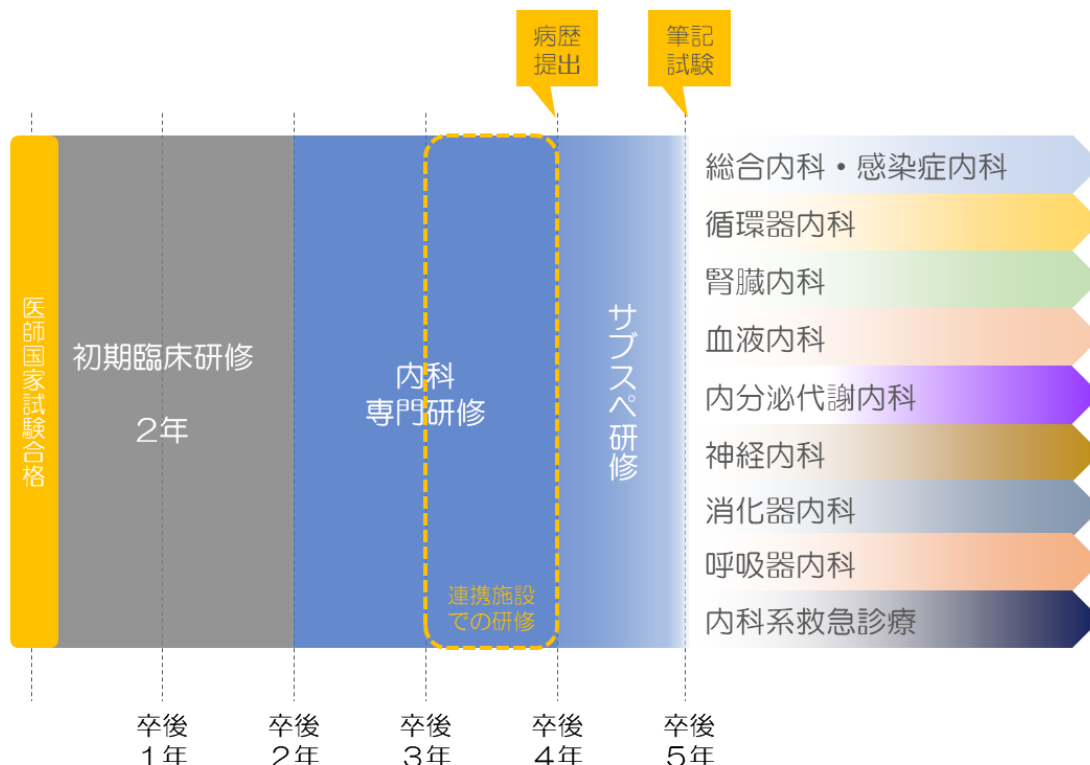 病歴
提出
筆記
試験
医師国家試験合格
初期臨床研修
2年
内科
専門研修
連携施設
での研修
サブスペ研修
総合内科・感染症内科
循環器内科
腎臓内科
血液内科
内分泌代謝内科
神経内科
消化器内科
呼吸器内科
内科系救急診療
卒後
1年
卒後
2年
卒後
3年
卒後
4年
卒後
5年